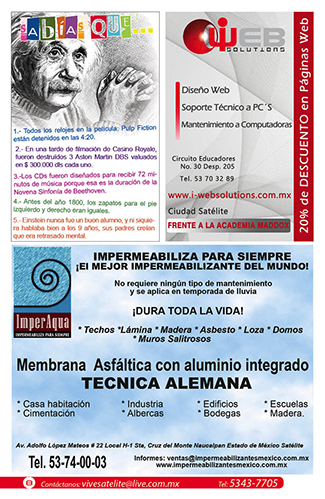 SabíAs QUE...
1.- Todos los relojes en la película: Pulp Fiction
están detenidos en las 4:20.
2.- En una tarde de filmación de Casino Royale,
fueron destruidos 3 Aston Martin DBS valuados
en $ 300.000 dls cada uno.
3.-Los CDs fueron diseñados para recibir 72
minutos de música porque esa es la duración de la
Novena Sinfonía de Beethoven.
4.- Antes del año 1800, los zapatos para el pie
izquierdo y derecho eran iguales.
5.- Einstein nunca fue un buen alumno, y ni siquie-
ra hablaba bien a los 9 años, sus padres creían
que era retrasado mental.
iWEB
SOLUTIONS
Diseño Web
Soporte Técnico a PC´S
Mantenimiento a Computadoras
Circuito Educadores
No. 30 Desp. 205
Tel. 53 70 32 89
www.i-websolutions.com.mx
Ciudad Satélite
FRENTE A LA ACADEMIA MADDOX
20% de DESCUENTO en Páginas Web
IMPERMEABILIZA PARA SIEMPRE
¡El MEJOR IMPERMEABILIZANTE DEL MUNDO!
No requiere ningún tipo de mantenimiento
y se aplica en temporada de lluvia
¡DURA TODA LA VIDA!
ImperAqua
IMPERMEABILIZA PARA SIEMPRE
* Techos *Lámina * Madera * Asbesto * Loza * Domos
* Muros Salitrosos
Membrana Asfáltica con aluminio integrado
TECNICA ALEMANA
* Casa habitación * Industria * Edificios * Escuelas
* Cimentación * Albercas * Bodegas * Madera.
Av. Adolfo López Mateos # 22 Local H-1 Sta, Cruz del Monte Naucalpan Estado de México Satélite
Tel. 53-74-00-03
Informes: ventas@impermeabilizantesmexico.com.mx
www.impermeabilizantesmexico.com.mx
8 Contáctanos: vivesatelite@live.com.mx Tel: 5343-7705